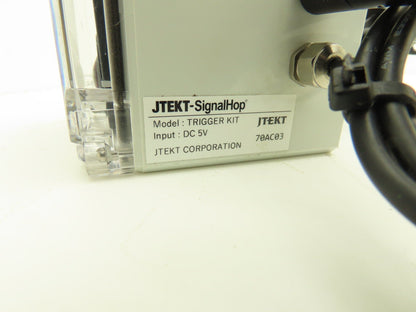 JTEKT-SignalHop®
Model : TRIGGER KIT JTEKT
Input : DC 5V 70AC03
JTEKT CORPORATION